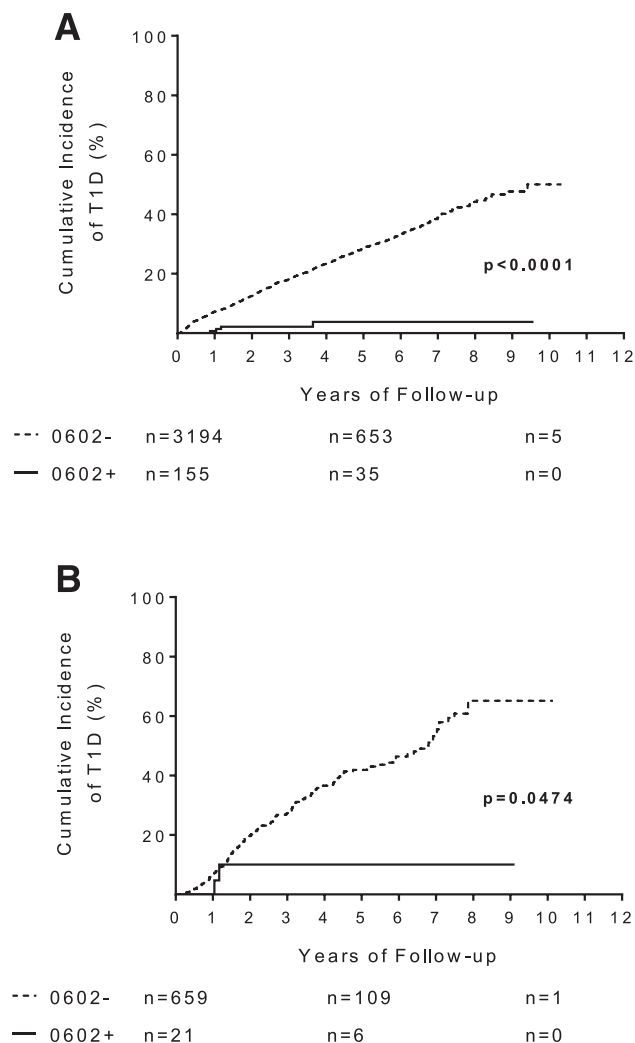 A
Cumulative Incidence
of T1D (%)
100
80
60
40
20
p<0.0001
0 1 2 3 4 5 6 7 8 9 10 11 12
Years of Follow-up
0602- n=3194 n=653 n=5
0602+ n=155 n=35 n=0
B
Cumulative Incidence
of T1D (%)
100
80
60
40
20
p=0.0474
0 1 2 3 4 5 6 7 8 9 10 11 12
Years of Follow-up
0602- n=659 n=109 n=1
0602+ n=21 n=6 n=0